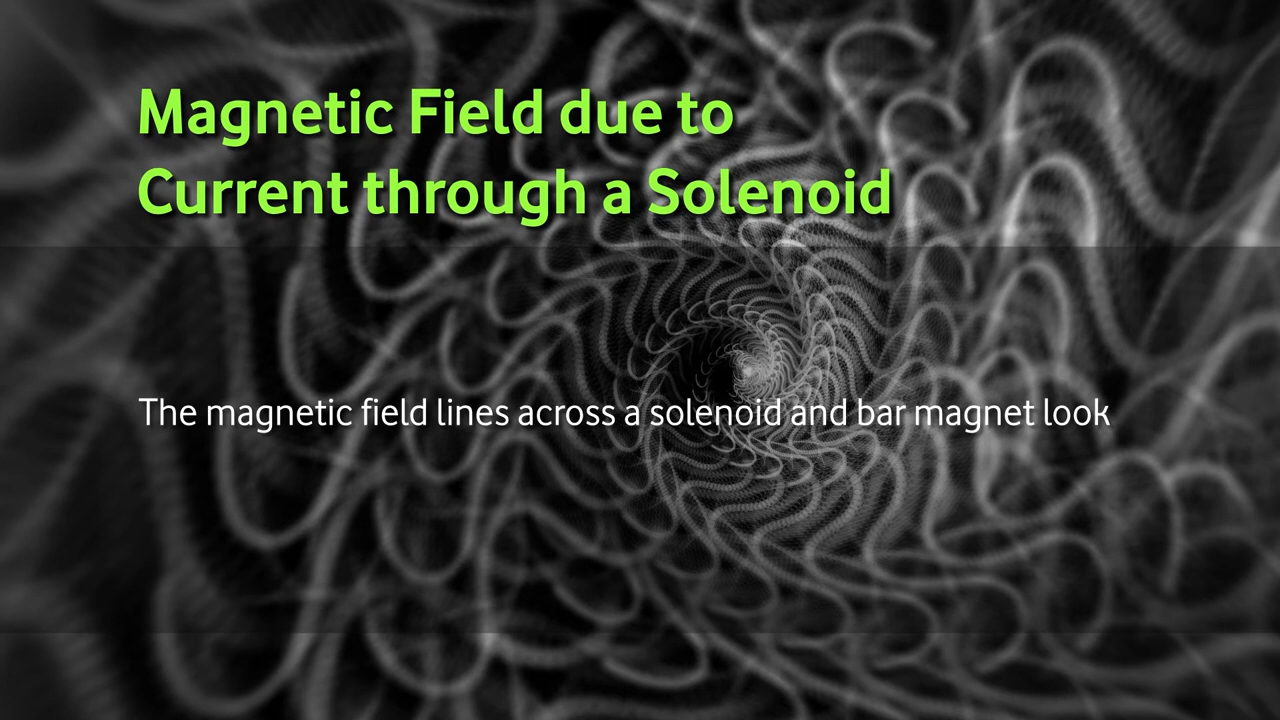 Magnetic Field due to
Current through a Solenoid
The magnetic field lines across a solenoid and bar magnet look